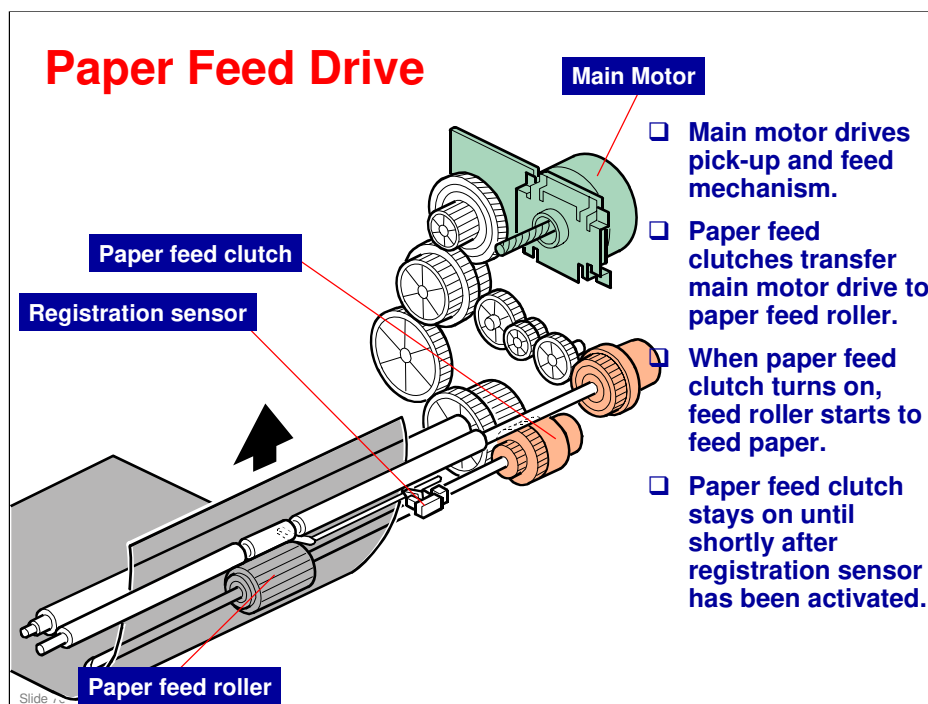 Paper Feed Drive
Main Motor
❑ Main motor drives
pick-up and feed
mechanism.
❑ Paper feed
clutches transfer
main motor drive to
paper feed roller.
❑ When paper feed
clutch turns on,
feed roller starts to
feed paper.
❑ Paper feed clutch
stays on until
shortly after
registration sensor
has been activated.
Paper feed clutch
Registration sensor
Paper feed roller
Slide